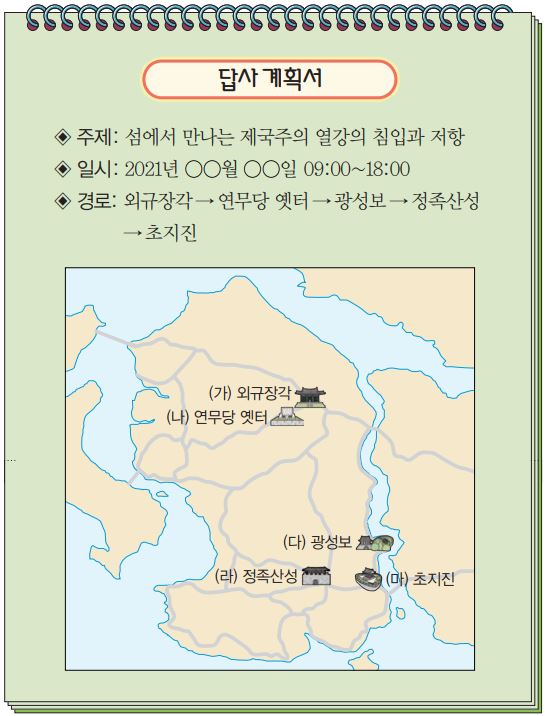 답사 계획서
◈ 주제: 섬에서 만나는 제국주의 열강의 침입과 저항
◈ 일시: 2021년 ○○월 ○○일 09:00~18:00
◈ 경로: 외규장각 → 연무당 옛터 → 광성보 → 정족산성
→ 초지진
(가) 외규장각
(나) 연무당 옛터
(다) 광성보
(라) 정족산성
(마) 초지진